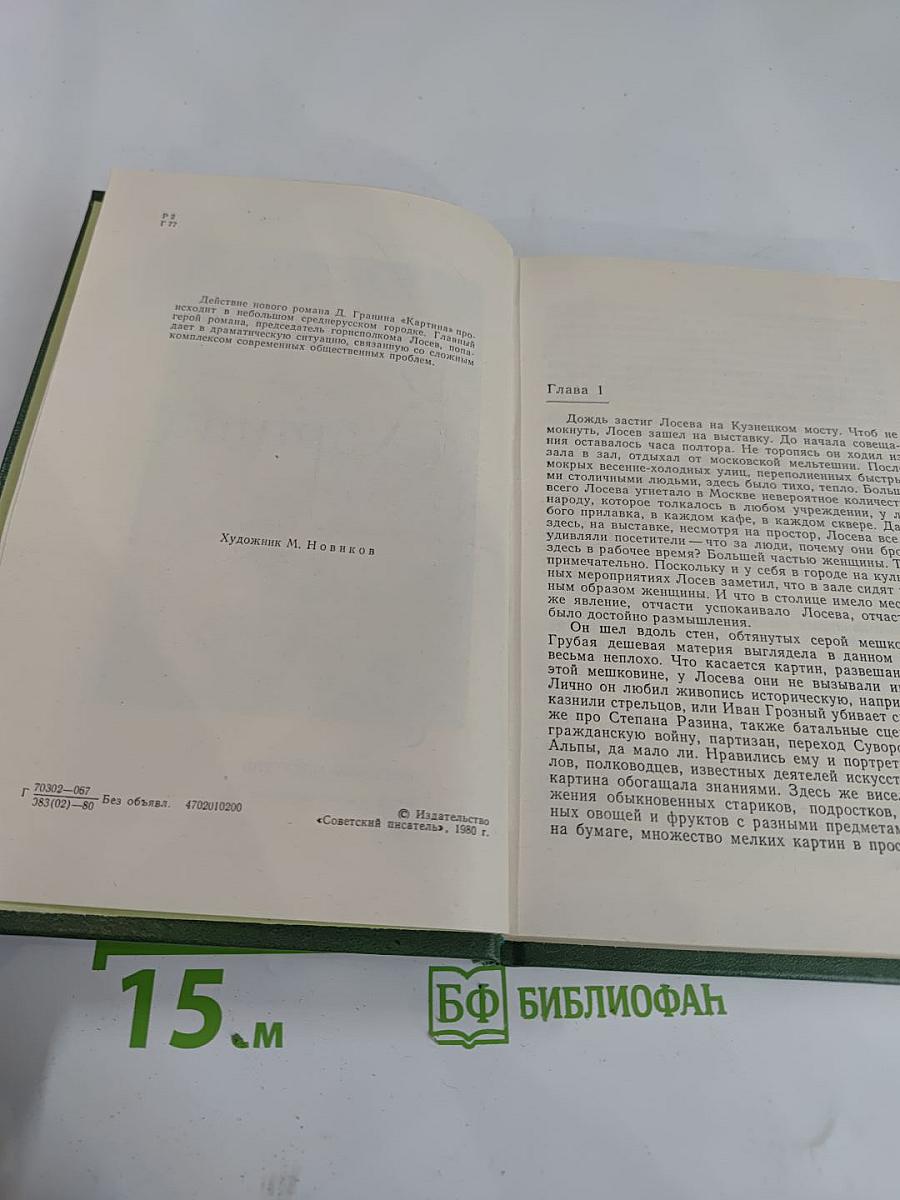 Р 2
Г 77
Действие нового романа Д. Гранина «Картина» про-
исходит в небольшом среднерусском городке. Главный
герой романа, председатель горисполкома Лосев, попа-
дает в драматическую ситуацию, связанную со сложным
комплексом современных общественных проблем.
Художник М. Новиков
Г 70302—067
083(02)—80 Без объявл. 4702010200
© Издательство
«Советский писатель», 1980 г.
Глава 1
Дождь застиг Лосева на Кузнецком мосту. Чтоб не
мокнуть, Лосев зашел на выставку. До начала совеща-
ния оставалось часа полтора. Не торопясь он ходил из
зала в зал, отдыхал от московской мельтешни. После
мокрых весенне-холодных улиц, переполненных быстры
ми столичными людьми, здесь было тихо, тепло. Больш
всего Лосева угнетало в Москве невероятное количест
народу, которое толкалось в любом учреждении, у л
бого прилавка, в каждом кафе, в каждом сквере. Да
здесь, на выставке, несмотря на простор, Лосева все
удивляли посетители — что за люди, почему они бро
здесь в рабочее время? Большей частью женщины. Т
примечательно. Поскольку и у себя в городе на куль
ных мероприятиях Лосев заметил, что в зале сидят
ным образом женщины. И что в столице имело мес
же явление, отчасти успокаивало Лосева, отчас
было достойно размышления.
Он шел вдоль стен, обтянутых серой мешко
Грубая дешевая материя выглядела в данном
весьма неплохо. Что касается картин, развешан
этой мешковине, у Лосева они не вызывали и
Лично он любил живопись историческую, напри
казнили стрельцов, или Иван Грозный убивает с
же про Степана Разина, также батальные сце
гражданскую войну, партизан, переход Суворо
Альпы, да мало ли. Нравились ему и портрет
лов, полководцев, известных деятелей искусст
картина обогащала знаниями. Здесь же висел
жения обыкновенных стариков, подростков,
ных овощей и фруктов с разными предметам
на бумаге, множество мелких картин в прос
15 см
БФ БИБЛИОФАН